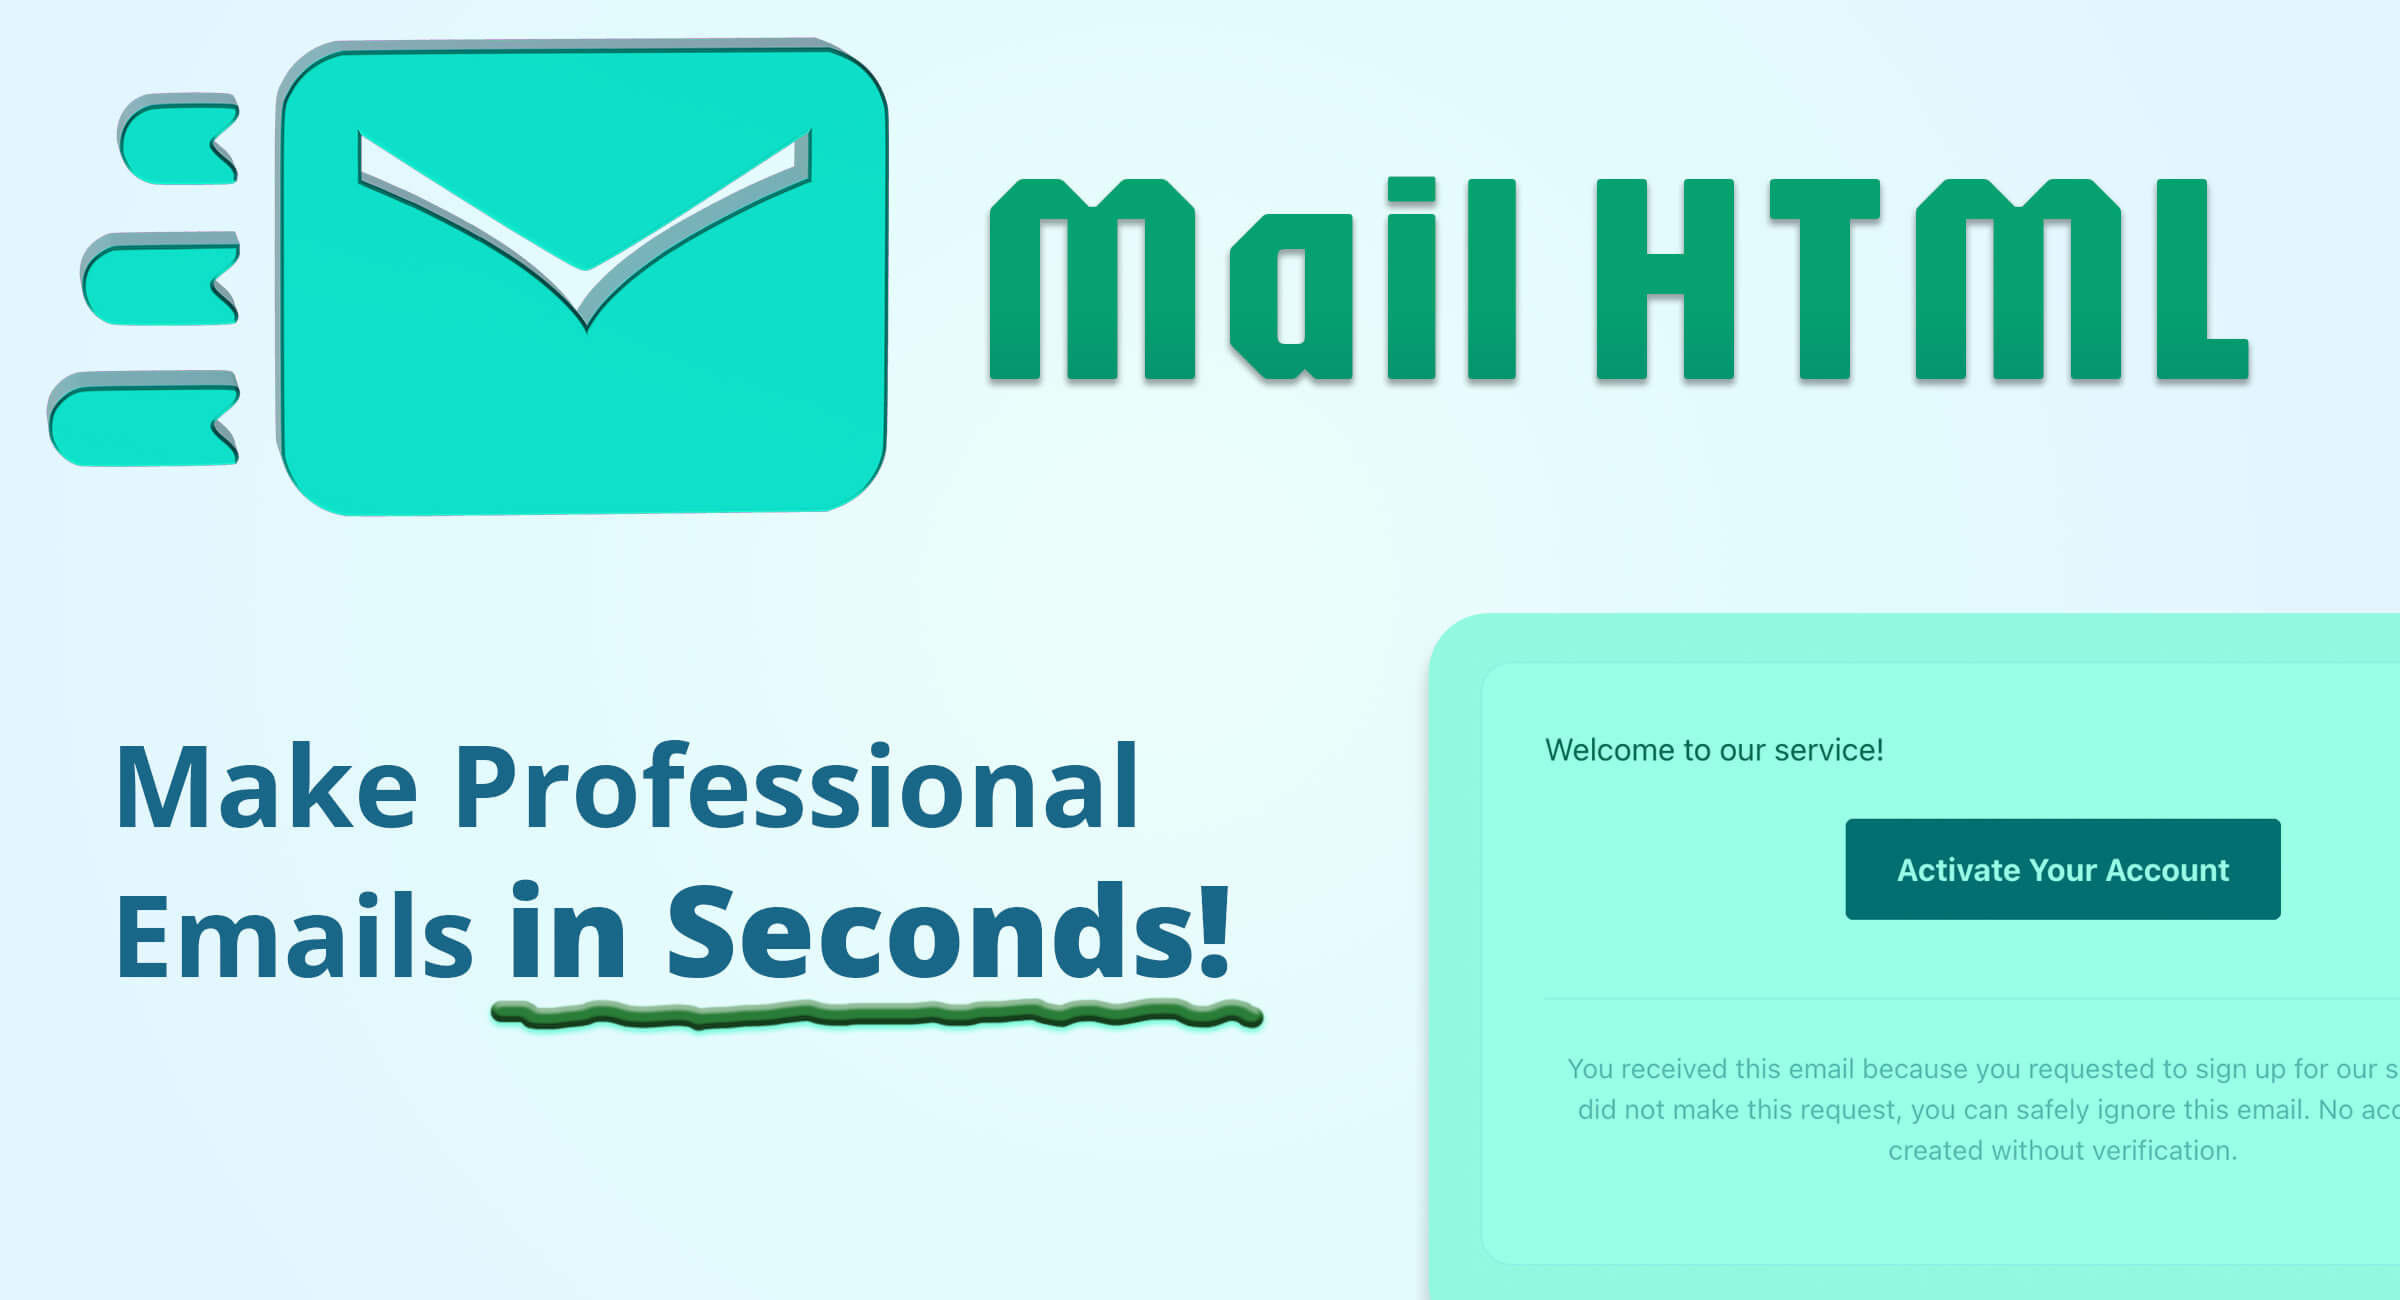 Mail HTML
Make Professional
Emails in Seconds!
Welcome to our service!
Activate Your Account
You received this email because you requested to sign up for our
did not make this request, you can safely ignore this email. No
created without verification.